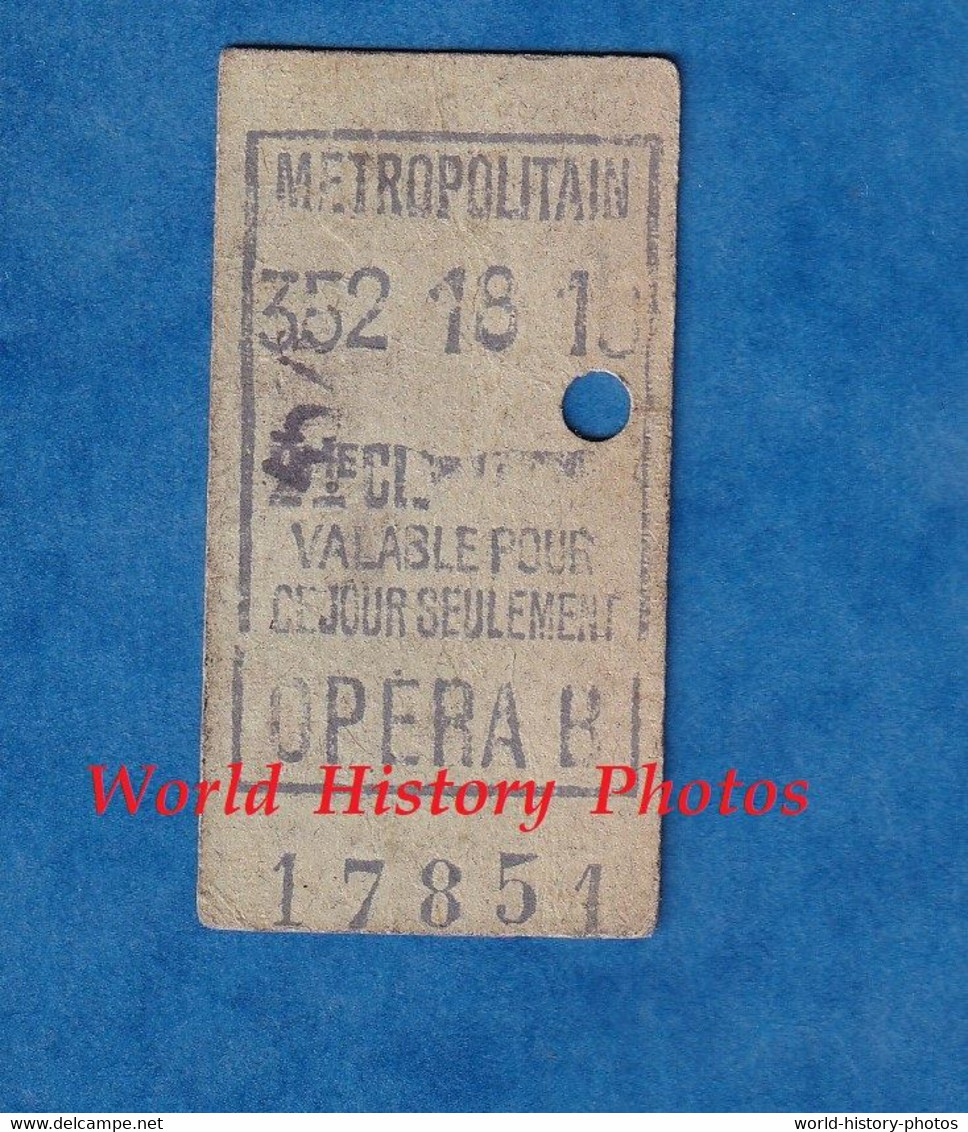 METROPOLITAIN
352 18
VALABLE POUR
CE JOUR SEULEMENT
OPÉRA B
World History Photos
17851
www.delcampe.net
world-history-photos